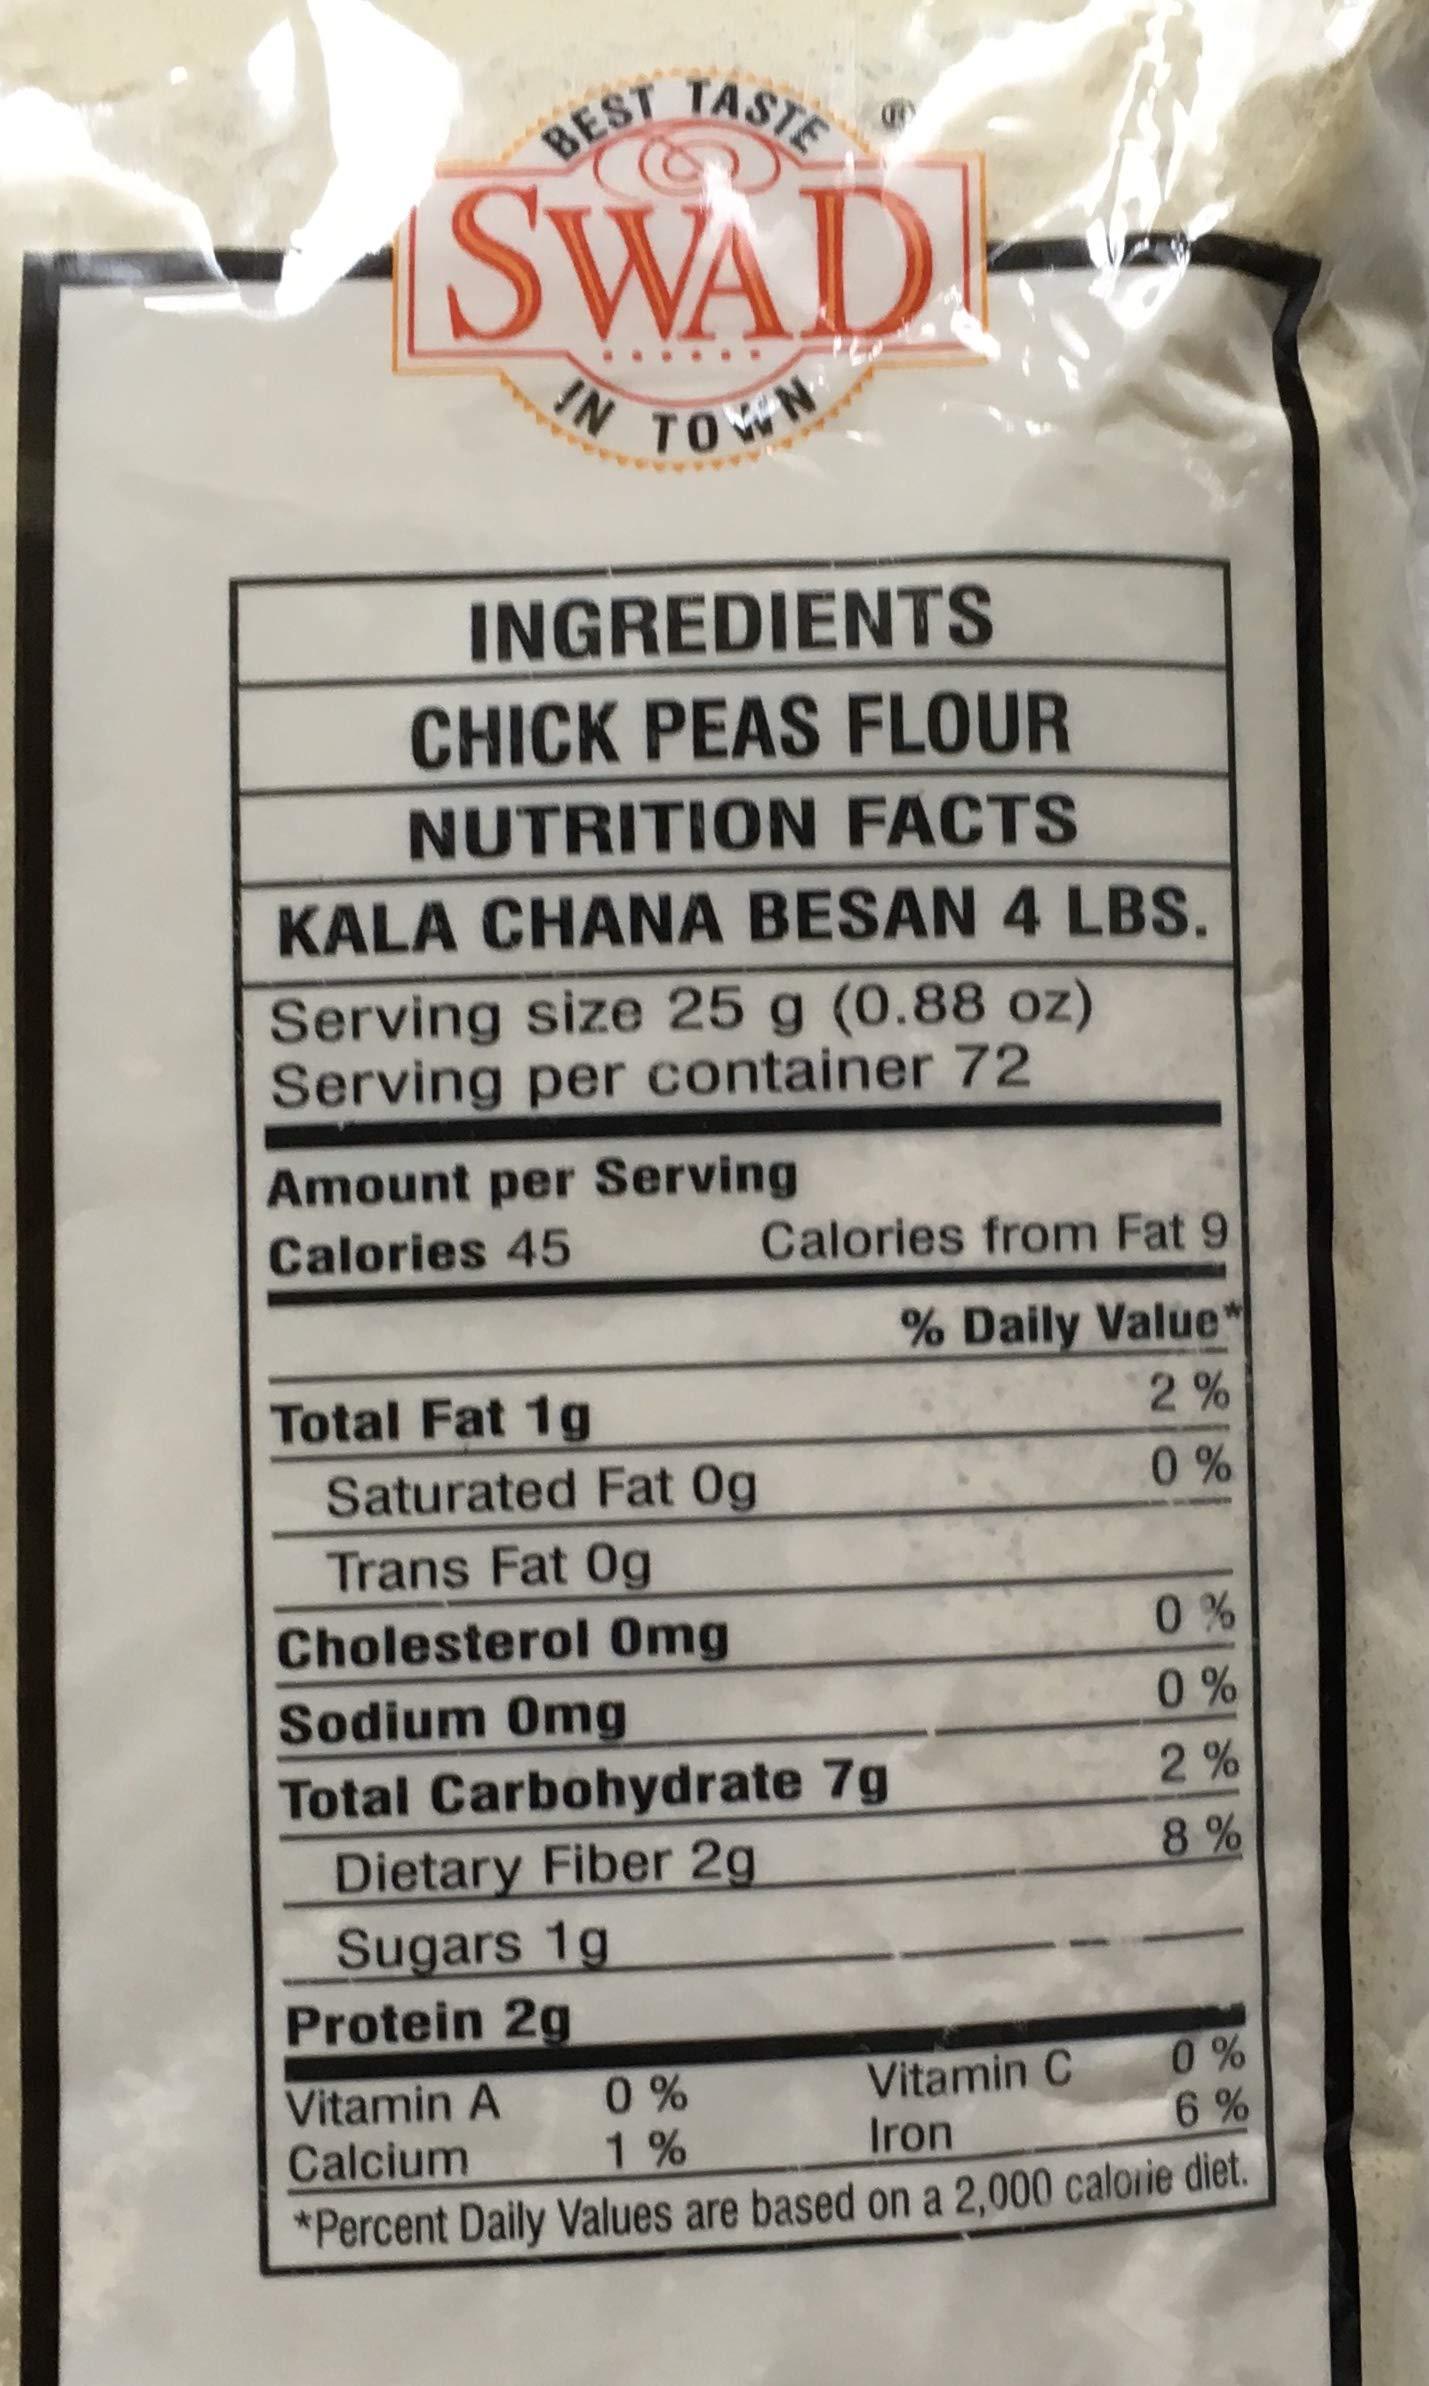 BEST TASTE ®
SWAD
IN TOWN
INGREDIENTS
CHICK PEAS FLOUR
NUTRITION FACTS
KALA CHANA BESAN 4 LBS.
Serving size 25 g (0.88 oz)
Serving per container 72
Amount per Serving
Calories 45 Calories from Fat 9
% Daily Value*
Total Fat 1g 2 %
Saturated Fat 0g 0 %
Trans Fat 0g
Cholesterol 0mg 0 %
Sodium 0mg 0 %
Total Carbohydrate 7g 2 %
Dietary Fiber 2g 8 %
Sugars 1g
Protein 2g
Vitamin A 0 % Vitamin C 0 %
Calcium 1 % Iron 6 %
*Percent Daily Values are based on a 2,000 calorie diet.